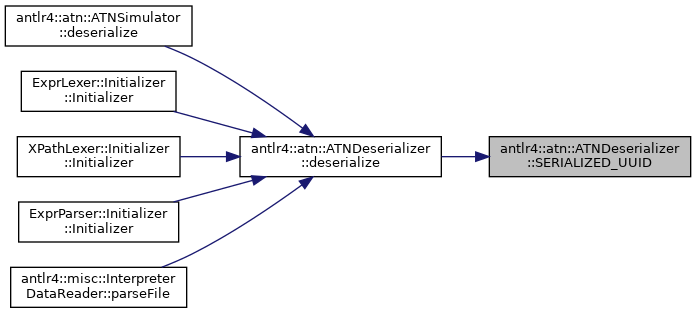 antlr4::atn::ATNSimulator
::deserialize
ExprLexer::Initializer
::Initializer
XPathLexer::Initializer
::Initializer
ExprParser::Initializer
::Initializer
antlr4::misc::Interpreter
DataReader::parseFile
antlr4::atn::ATNDeserializer
::deserialize
antlr4::atn::ATNDeserializer
::SERIALIZED_UUID